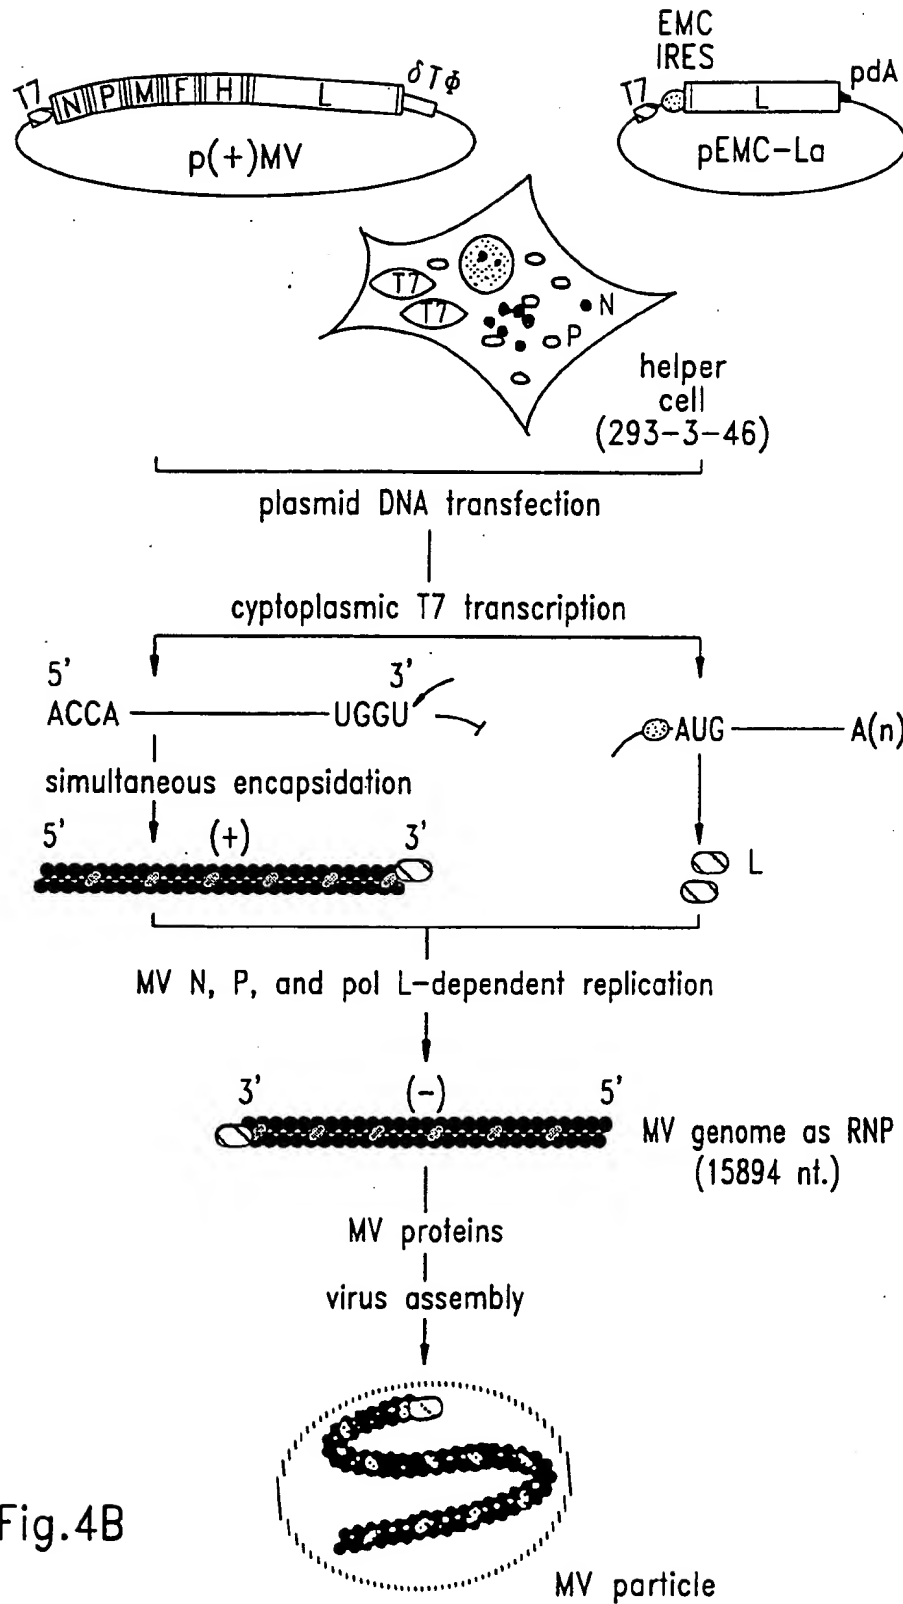 EMC
IRES
T7 N P M F H L δTΦ
T7 L pdA
p(+)MV
pEMC-La
T7
T7
N
P
helper
cell
(293-3-46)
plasmid DNA transfection
cyptoplasmic T7 transcription
5' 3'
ACCA UGGU
AUG A(n)
simultaneous encapsidation
5' (+) 3'
L
MV N, P, and pol L-dependent replication
3' (-) 5'
MV genome as RNP
(15894 nt.)
MV proteins
virus assembly
Fig.4B
MV particle